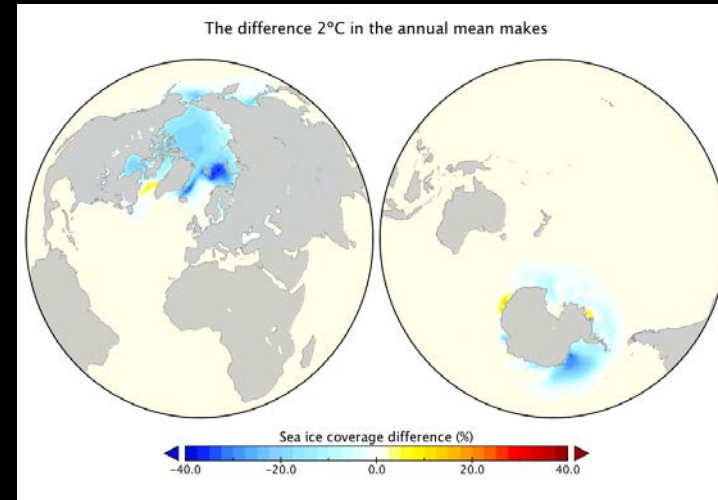 The difference 2°C in the annual mean makes
Sea ice coverage difference (%)
−40.0 −20.0 0.0 20.0 40.0